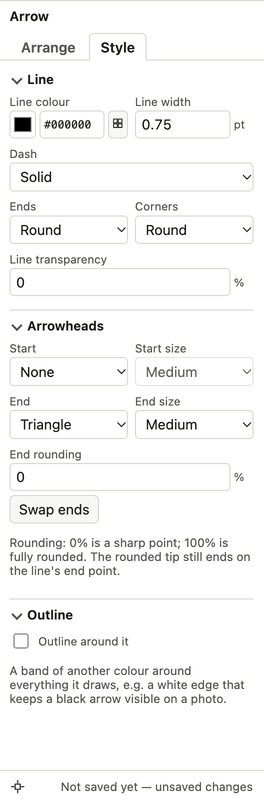 Arrow
Arrange Style
Line
Line colour Line width
#000000 0.75 pt
Dash
Solid
Ends Corners
Round Round
Line transparency
0 %
Arrowheads
Start Start size
None Medium
End End size
Triangle Medium
End rounding
0 %
Swap ends
Rounding: 0% is a sharp point; 100% is
fully rounded. The rounded tip still ends on
the line's end point.
Outline
Outline around it
A band of another colour around
everything it draws, e.g. a white edge that
keeps a black arrow visible on a photo.
Not saved yet — unsaved changes